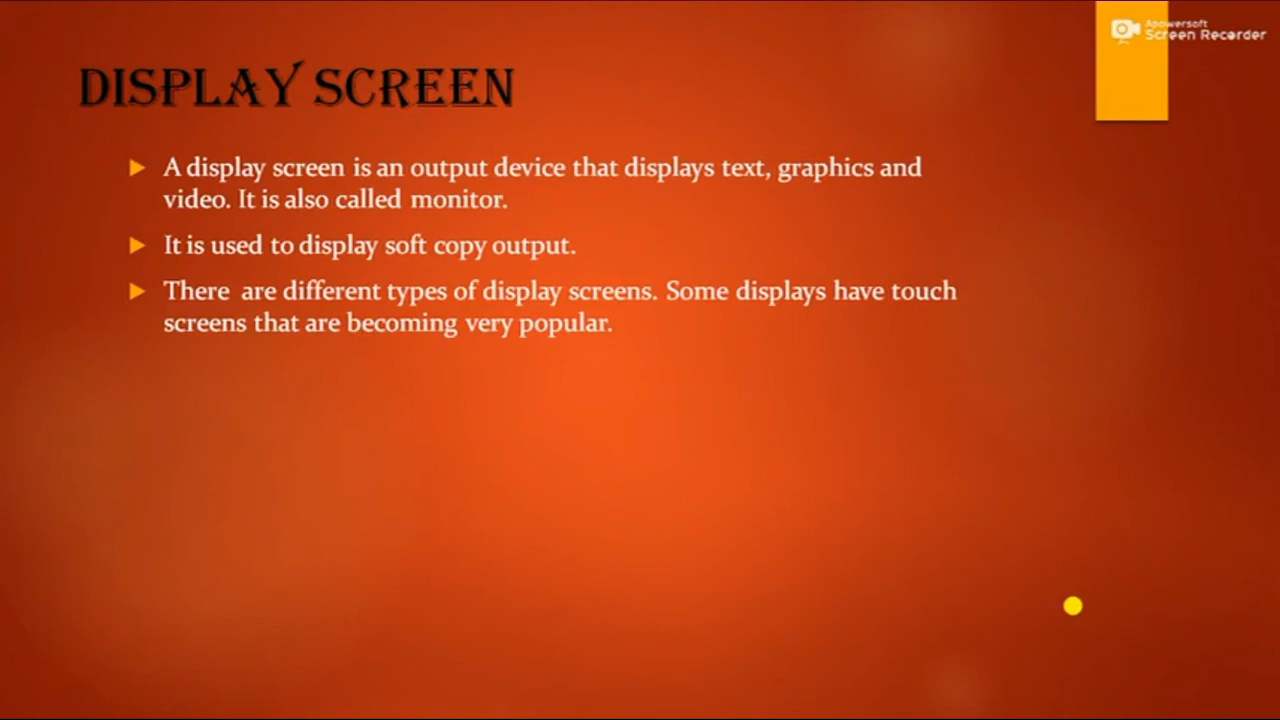 Apowersoft
Screen Recorder
DISPLAY SCREEN
A display screen is an output device that displays text, graphics and
video. It is also called monitor.
It is used to display soft copy output.
There are different types of display screens. Some displays have touch
screens that are becoming very popular.